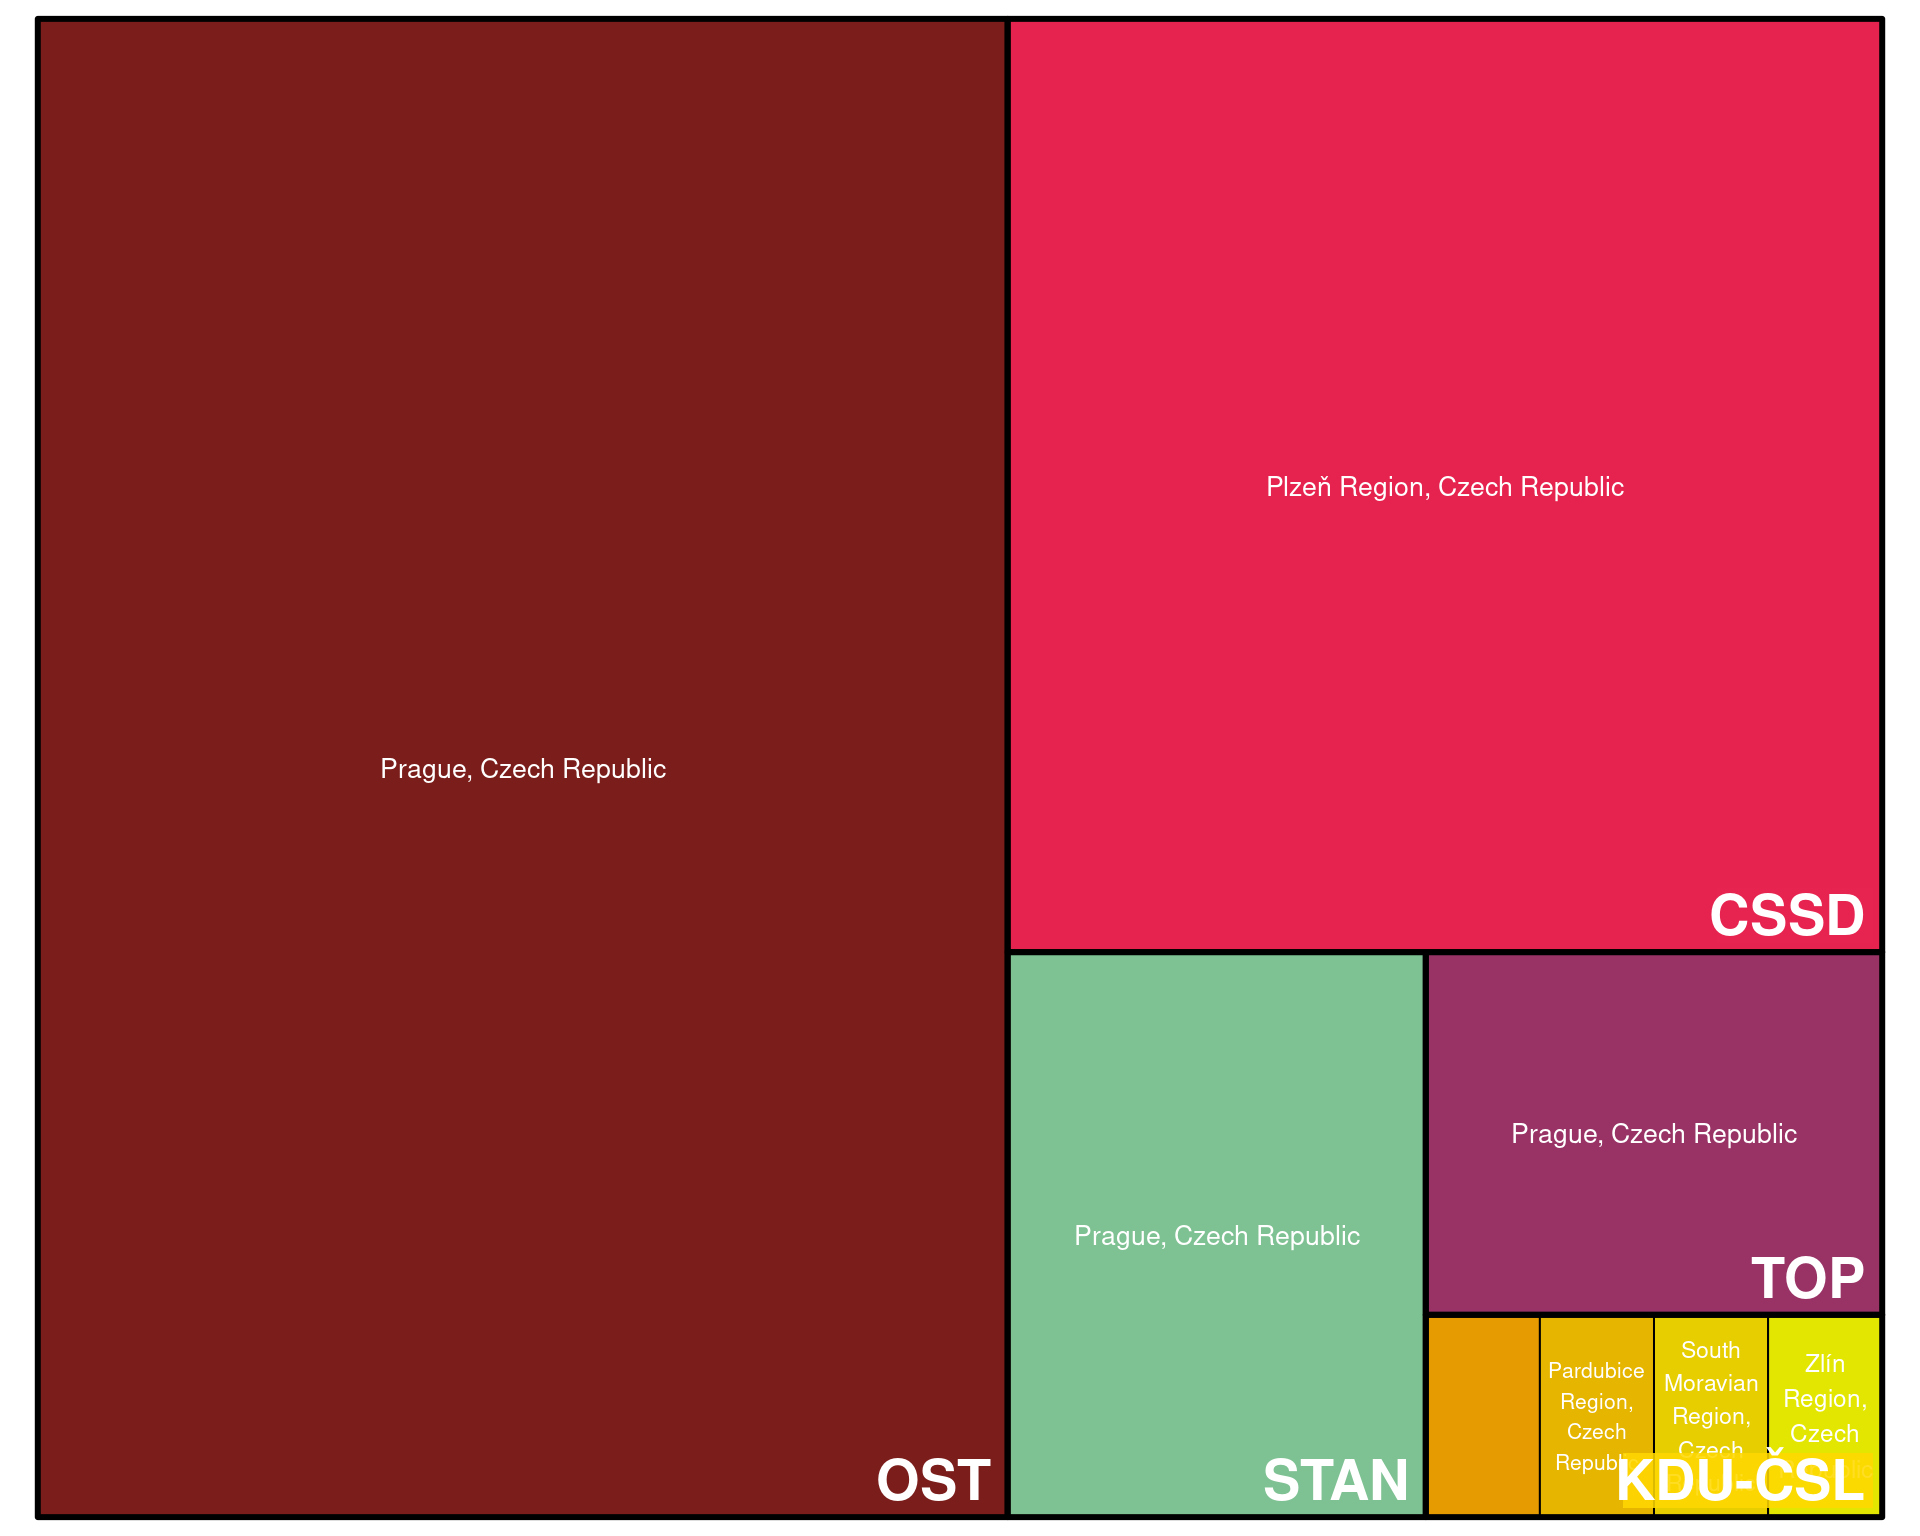 Prague, Czech Republic
OST
Plzeň Region, Czech Republic
CSSD
Prague, Czech Republic
STAN
Prague, Czech Republic
TOP
Pardubice
Region,
Czech
South
Moravian
Region,
Czech
Zlín
Region,
Czech
KDU-ČSL